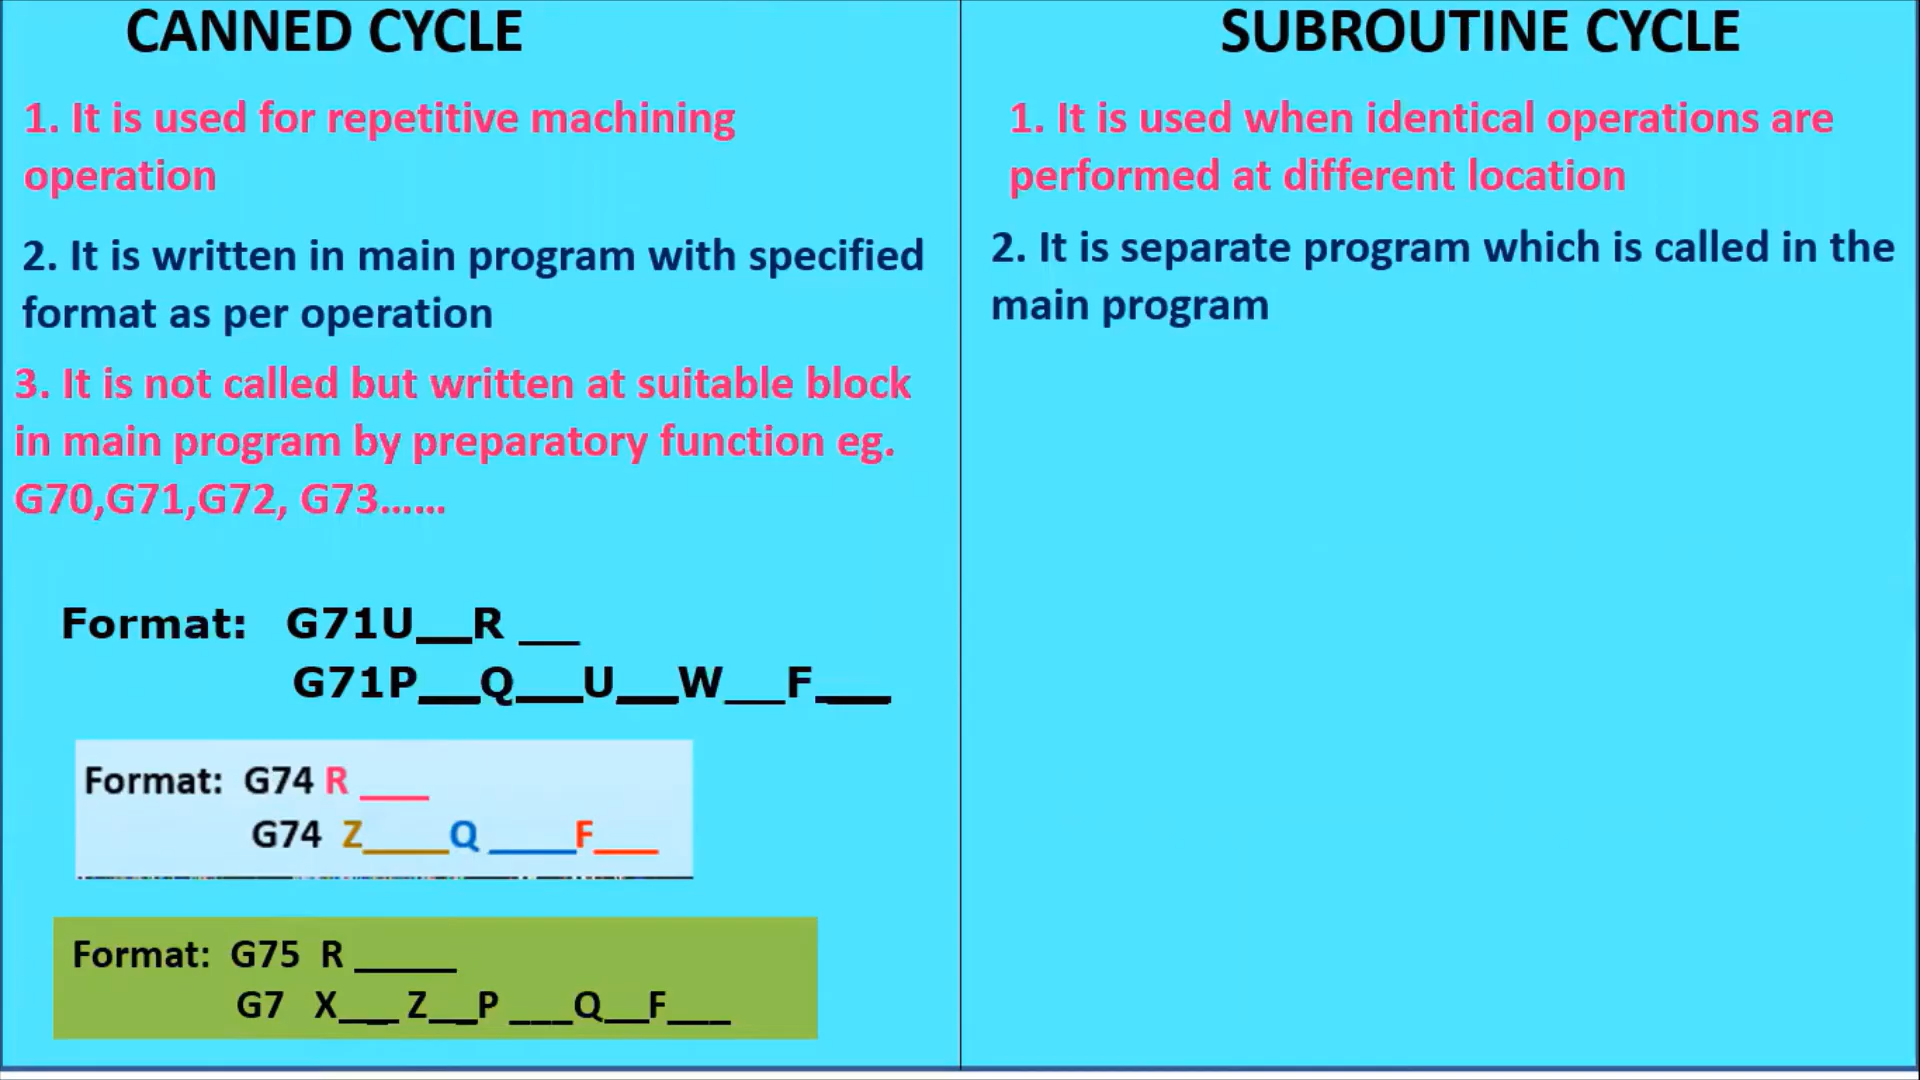 CANNED CYCLE
1. It is used for repetitive machining
operation
2. It is written in main program with specified
format as per operation
3. It is not called but written at suitable block
in main program by preparatory function eg.
G70,G71,G72, G73......
Format: G71U__R __
G71P__Q__U__W__F__
Format: G74 R ___
G74 Z____Q ____F___
Format: G75 R _____
G7 X___ Z__P ___Q__F___
SUBROUTINE CYCLE
1. It is used when identical operations are
performed at different location
2. It is separate program which is called in the
main program